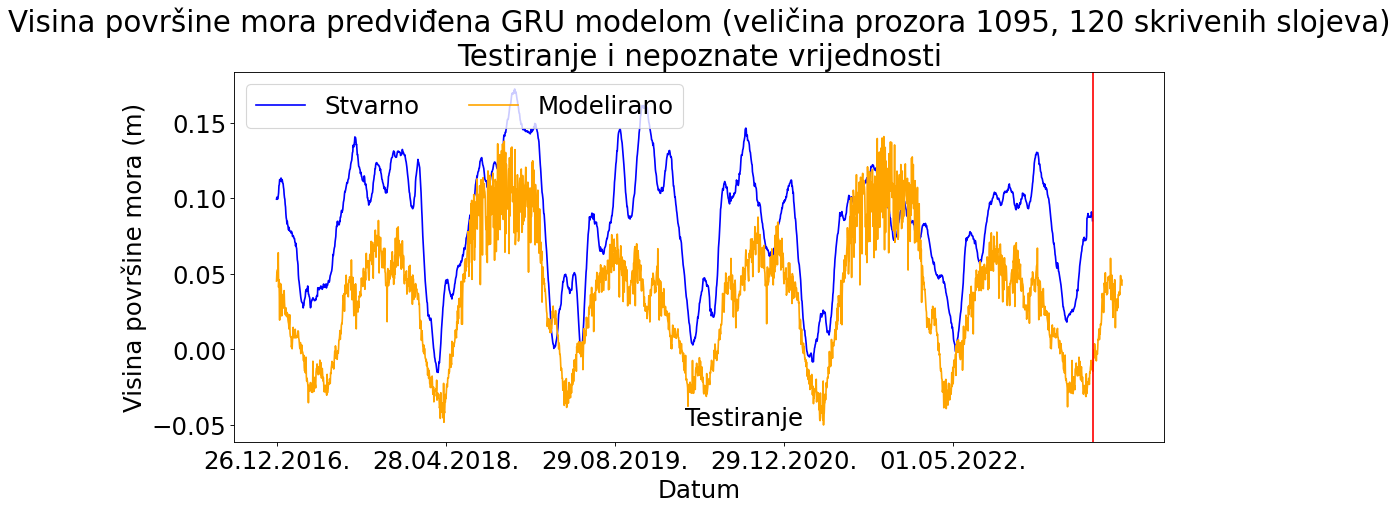 Visina površine mora predviđena GRU modelom (veličina prozora 1095, 120 skrivenih slojeva)
Testiranje i nepoznate vrijednosti
Stvarno
Modelirano
Visina površine mora (m)
0.15
0.10
0.05
0.00
−0.05
Testiranje
26.12.2016.
28.04.2018.
29.08.2019.
29.12.2020.
01.05.2022.
Datum